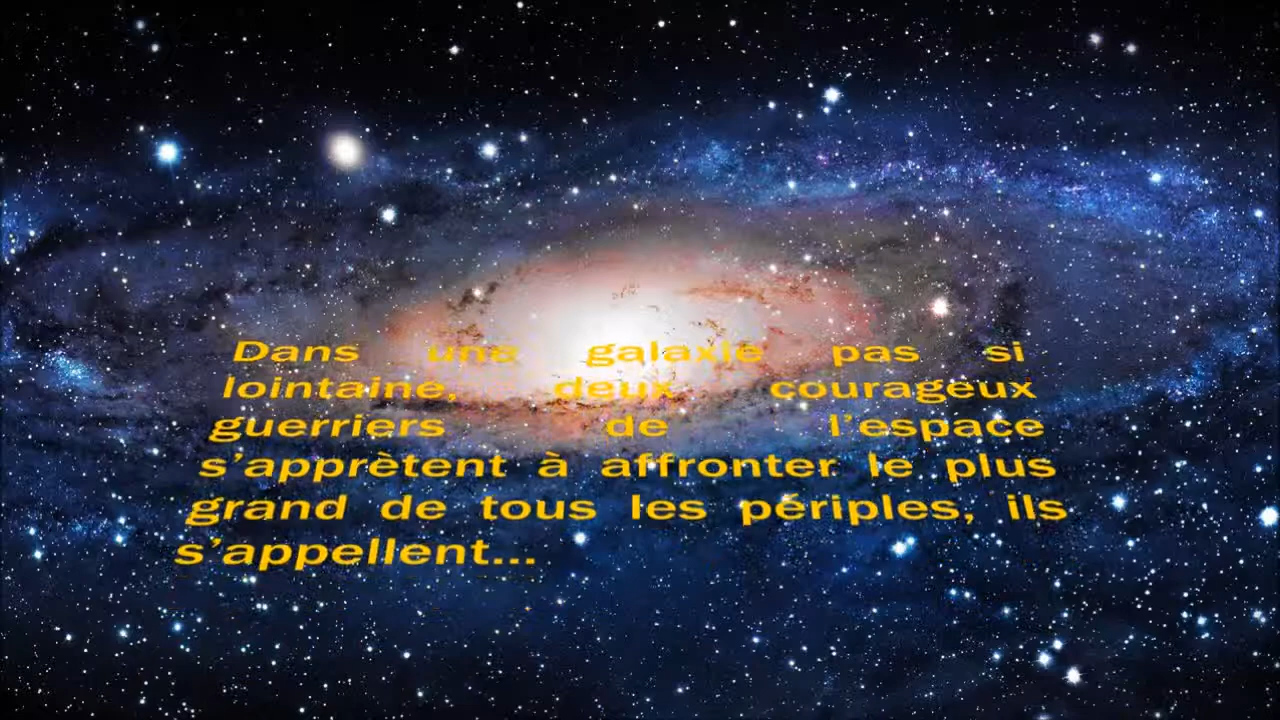 Dans une galaxie pas si
lointaine, deux courageux
guerriers de l’espace
s’apprètent à affronter le plus
grand de tous les périples, ils
s’appellent...